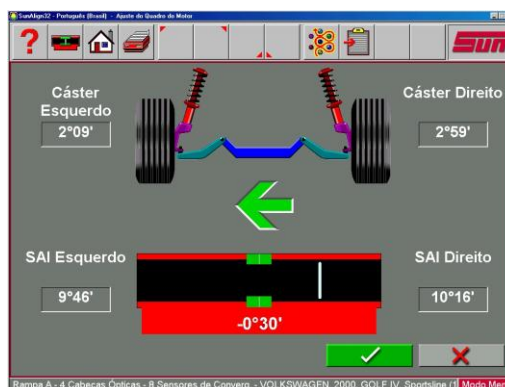 SunAlign32 - Português (Brasil) - Ajuste do Quadro do Motor
?
Sun
Cáster Esquerdo
2°09'
Cáster Direito
2°59'
SAI Esquerdo
9°46'
SAI Direito
10°16'
-0°30'
Rampa A - 4 Cabeças Ópticas - 8 Sensores de Converg. - VOLKSWAGEN, 2000, GOLF IV, Sportsline (1
Modo Men